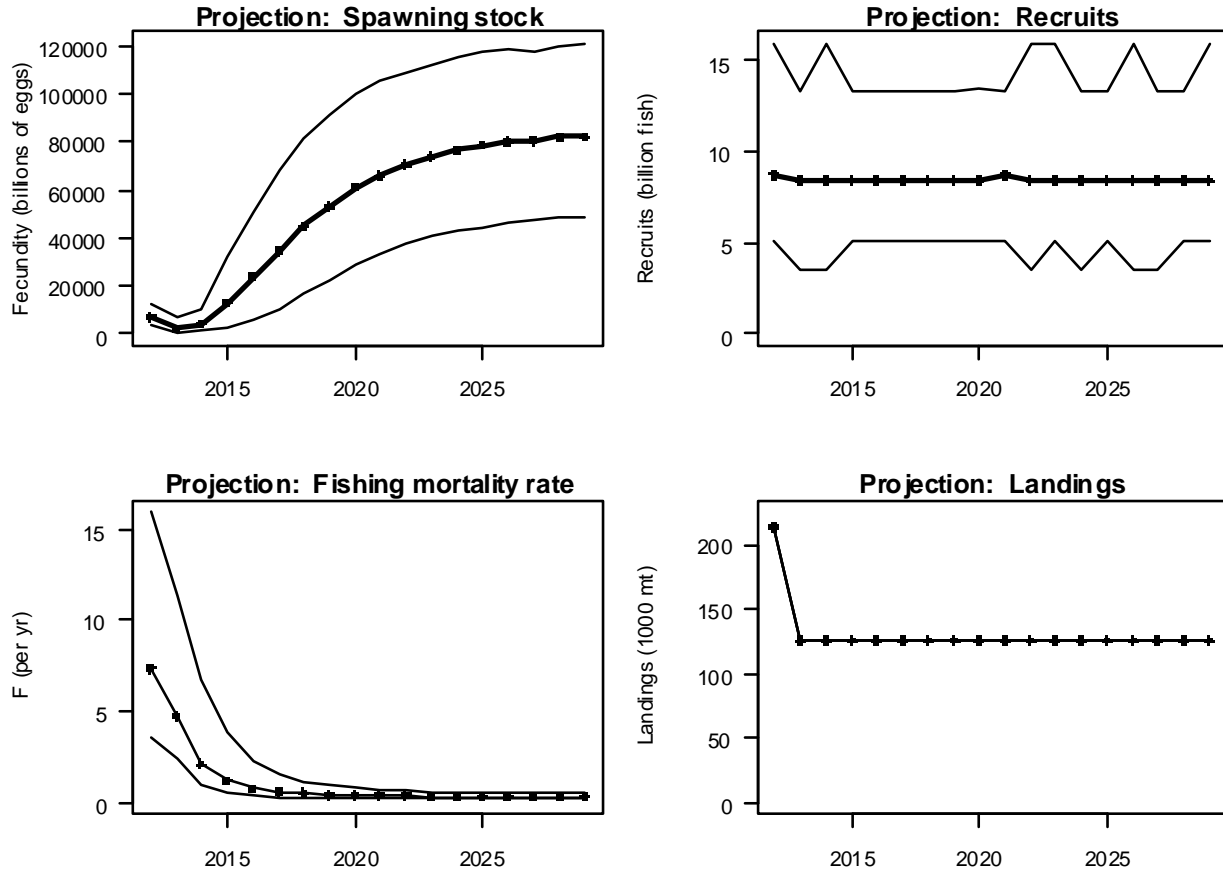 Projection: Spawning stock
Fecundity (billions of eggs)
120000
100000
80000
60000
40000
20000
0
2015 2020 2025
Projection: Recruits
Recruits (billion fish)
15
10
5
0
2015 2020 2025
Projection: Fishing mortality rate
F (per yr)
15
10
5
0
2015 2020 2025
Projection: Landings
Landings (1000 mt)
200
150
100
50
0
2015 2020 2025